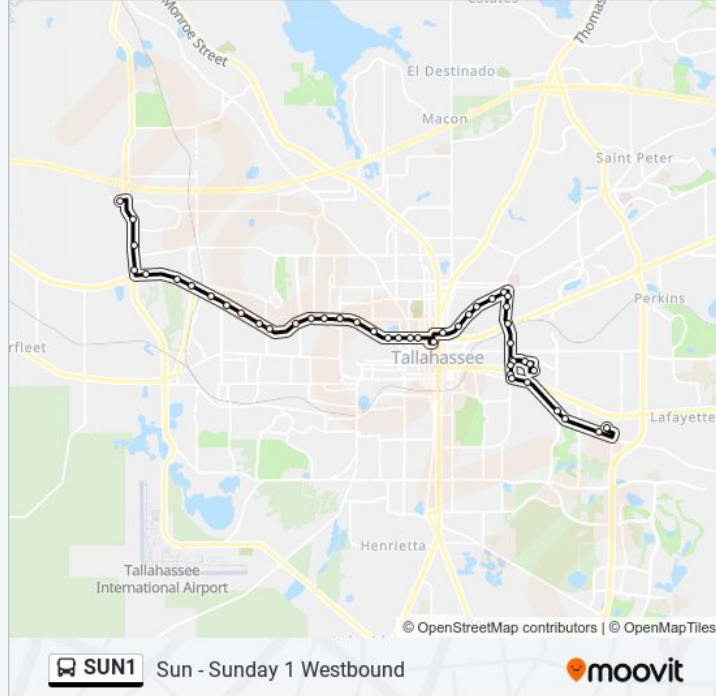 Estates
Monroe Street
Thomas
El Destinado
Macon
Saint Peter
Perkins
rfleet
Tallahassee
Lafayette
Henrietta
Tallahassee
International Airport
© OpenStreetMap contributors | © OpenMapTiles
SUN1 Sun - Sunday 1 Westbound moovit